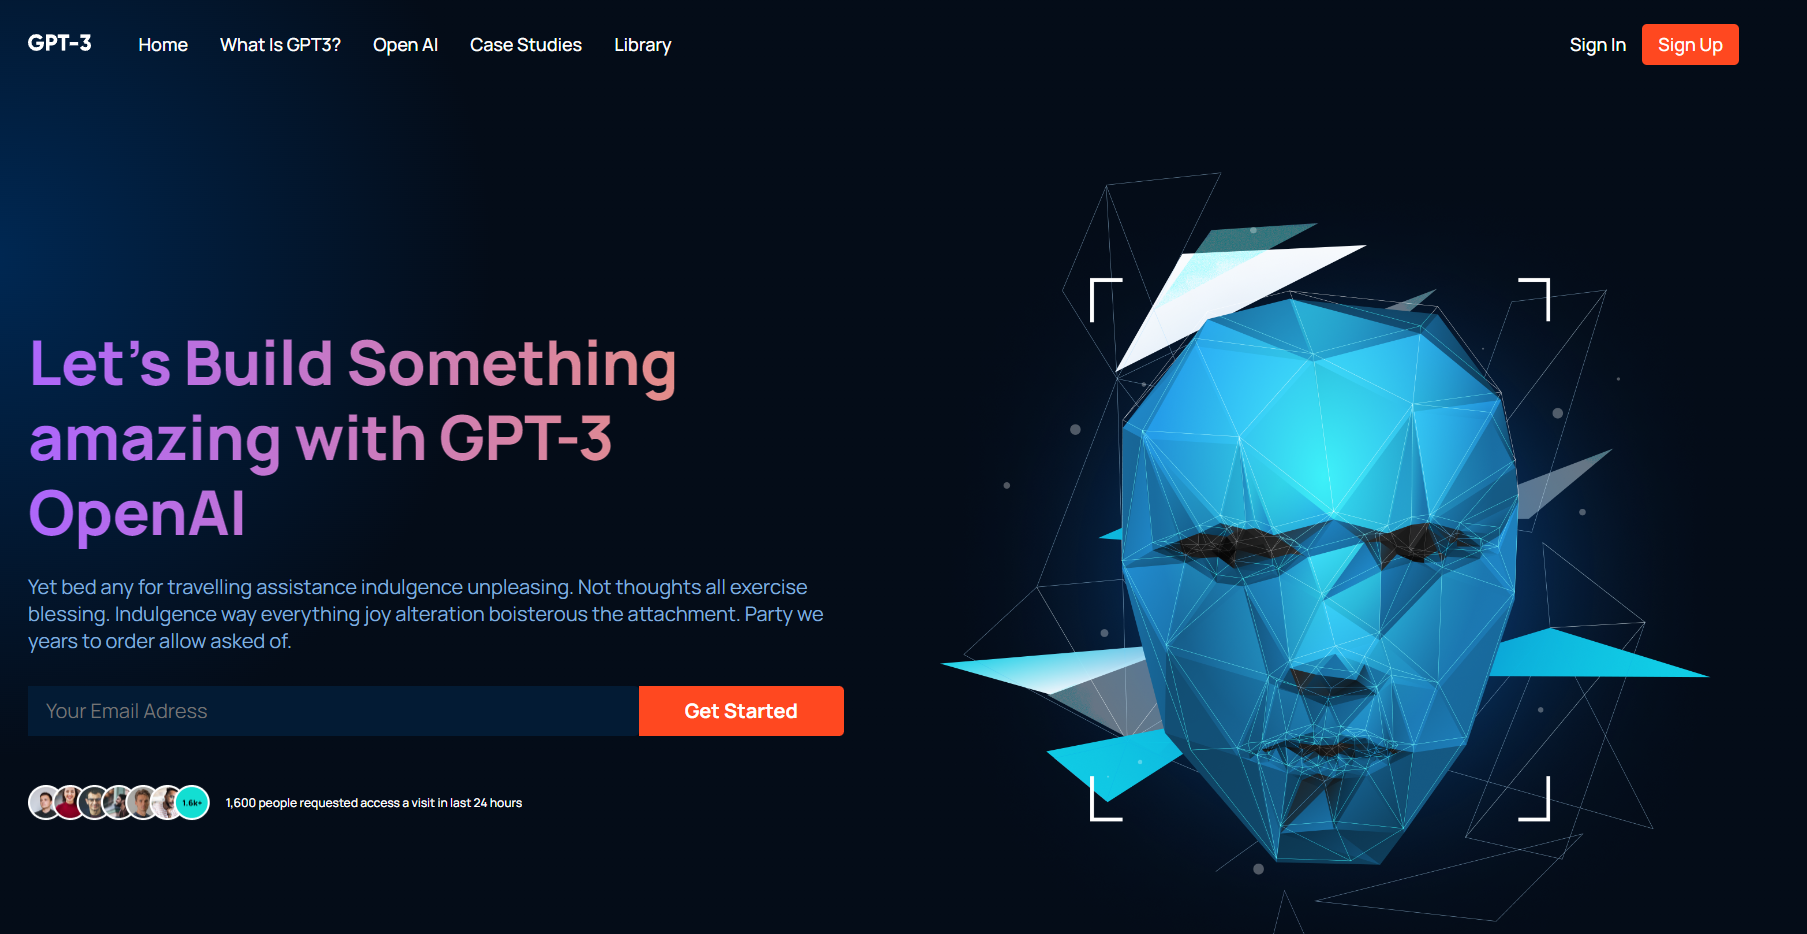 GPT-3
Home
What Is GPT3?
Open AI
Case Studies
Library
Sign In
Sign Up
Let's Build Something
amazing with GPT-3
OpenAI
Yet bed any for travelling assistance indulgence unpleasing. Not thoughts all exercise
blessing. Indulgence way everything joy alteration boisterous the attachment. Party we
years to order allow asked of.
Your Email Adress
Get Started
1.6k+
1,600 people requested access a visit in last 24 hours